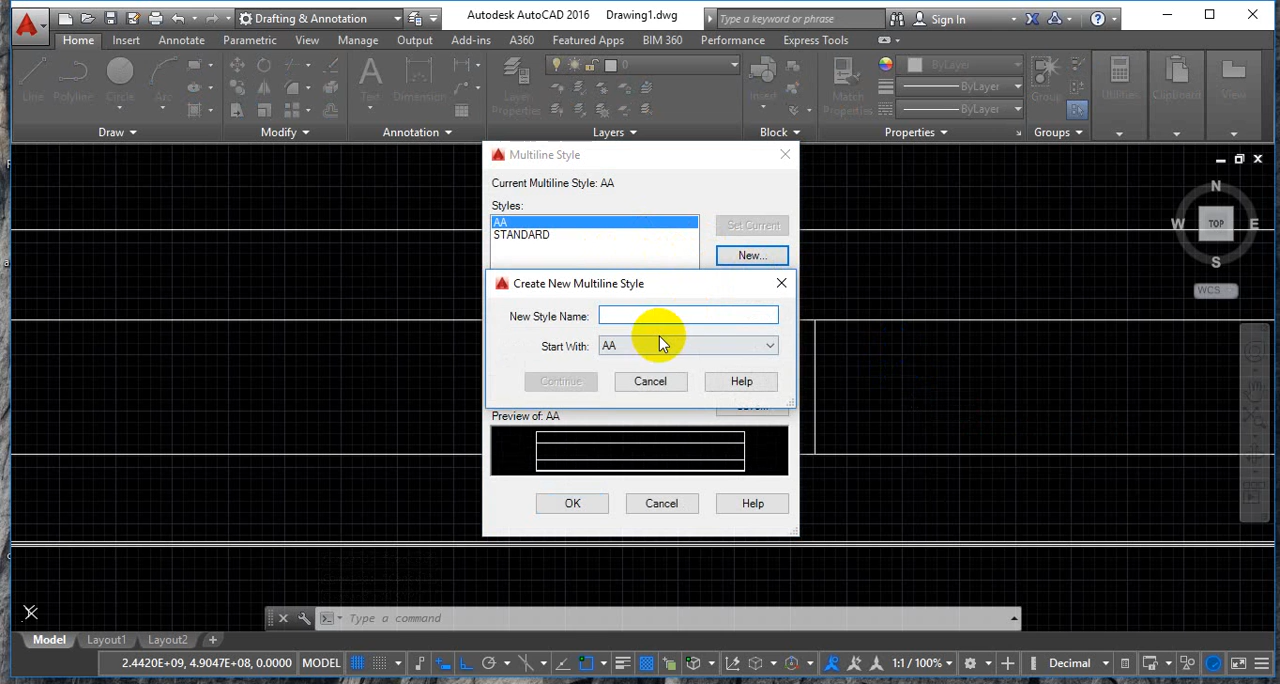 Drafting & Annotation
Autodesk AutoCAD 2016 Drawing1.dwg
Type a keyword or phrase
Sign In
Home Insert Annotate Parametric View Manage Output Add-ins A360 Featured Apps BIM 360 Performance Express Tools
Line Polyline Circle Arc
Text Dimension
Layer Properties
0
Insert
Match Properties
ByLayer
ByLayer
ByLayer
Group
Utilities
Clipboard
View
Draw Modify Annotation Layers Block Properties Groups
Multiline Style
Current Multiline Style: AA
Styles:
AA
STANDARD
Set Current
New...
Create New Multiline Style
New Style Name:
Start With: AA
Continue Cancel Help
Preview of: AA
OK Cancel Help
N
W TOP E
S
WCS
Type a command
Model Layout1 Layout2 +
2.4420E+09, 4.9047E+08, 0.0000 MODEL 1:1 / 100% Decimal